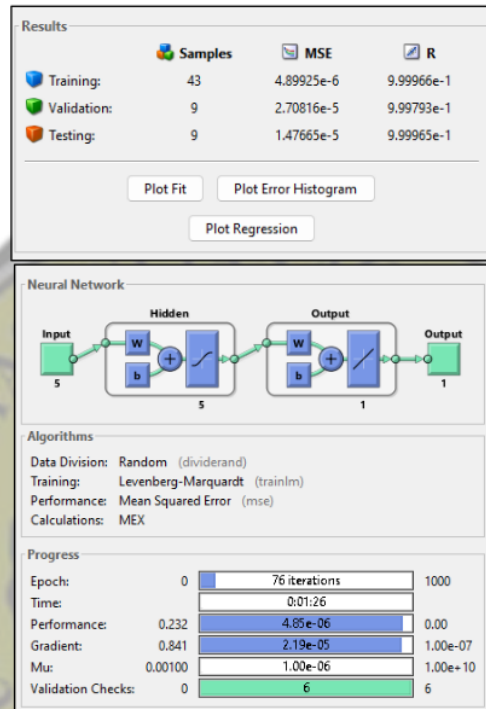 Results
Samples MSE R
Training: 43 4.89925e-6 9.99966e-1
Validation: 9 2.70816e-5 9.99793e-1
Testing: 9 1.47665e-5 9.99965e-1
Plot Fit Plot Error Histogram
Plot Regression
Neural Network
Hidden Output
Input Output
W W
b b
5 5 1 1
Algorithms
Data Division: Random (dividerand)
Training: Levenberg-Marquardt (trainlm)
Performance: Mean Squared Error (mse)
Calculations: MEX
Progress
Epoch: 0 76 iterations 1000
Time: 0:01:26
Performance: 0.232 4.85e-06 0.00
Gradient: 0.841 2.19e-05 1.00e-07
Mu: 0.00100 1.00e-06 1.00e+10
Validation Checks: 0 6 6